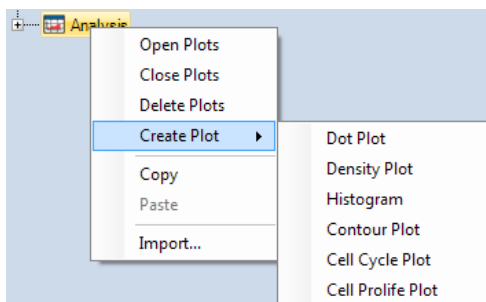 Analysis
Open Plots
Close Plots
Delete Plots
Create Plot
Dot Plot
Density Plot
Copy
Histogram
Paste
Contour Plot
Import...
Cell Cycle Plot
Cell Prolife Plot